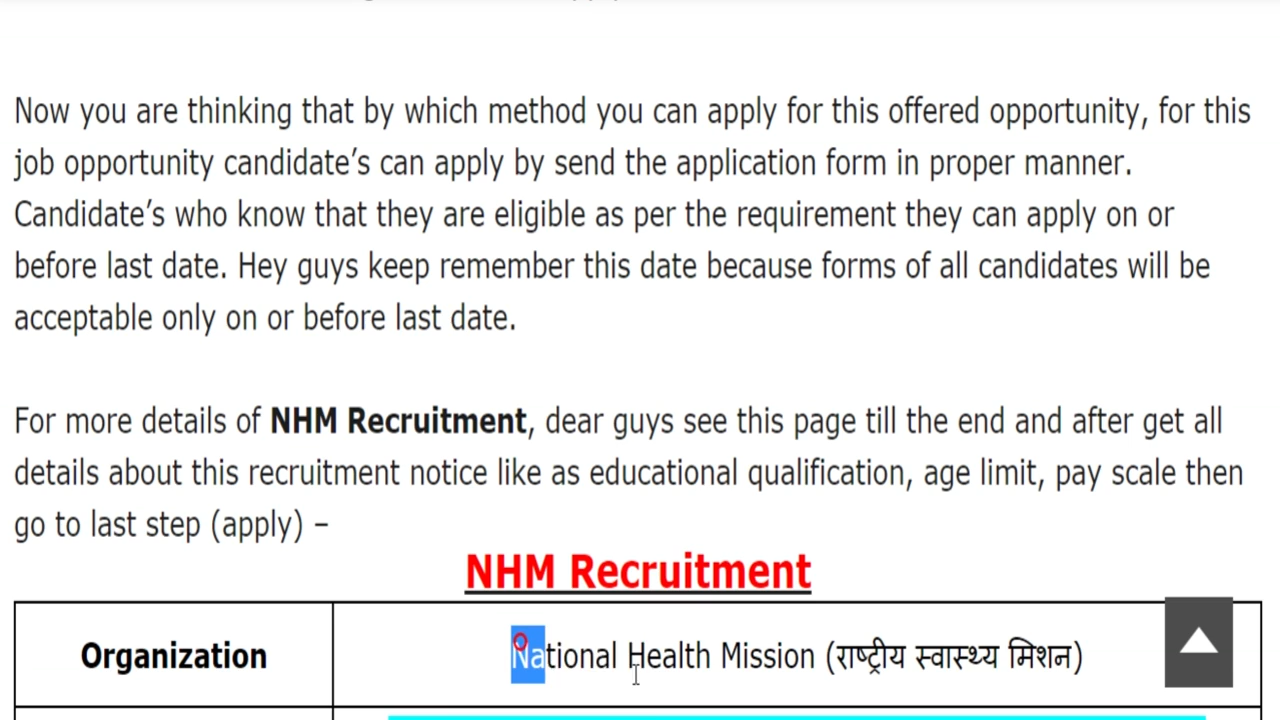 Now you are thinking that by which method you can apply for this offered opportunity, for this
job opportunity candidate’s can apply by send the application form in proper manner.
Candidate’s who know that they are eligible as per the requirement they can apply on or
before last date. Hey guys keep remember this date because forms of all candidates will be
acceptable only on or before last date.
For more details of NHM Recruitment, dear guys see this page till the end and after get all
details about this recruitment notice like as educational qualification, age limit, pay scale then
go to last step (apply) –
NHM Recruitment
Organization National Health Mission (राष्ट्रीय स्वास्थ्य मिशन)